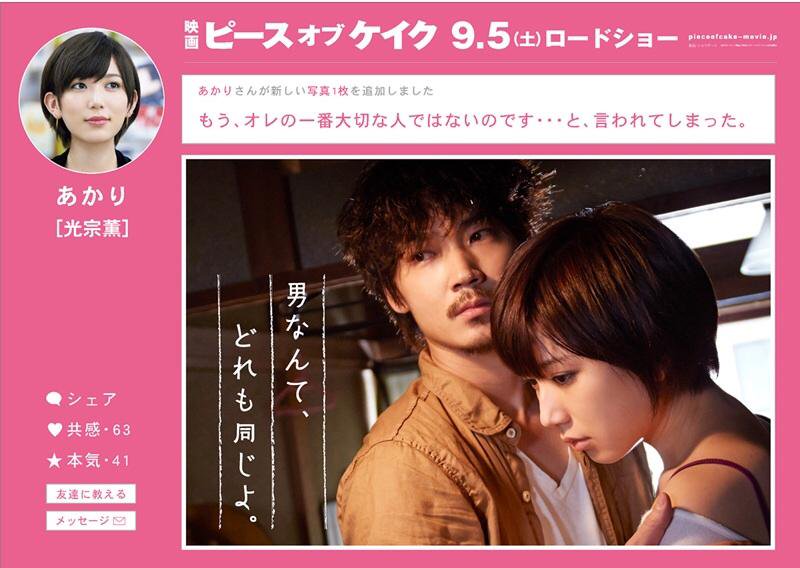 映画 ピース オブ ケイク 9.5(土)ロードショー
pieceofcake-movie.jp
あかりさんが新しい写真1枚を追加しました
もう、オレの一番大切な人ではないのです・・・と、言われてしまった。
あかり
[光宗薫]
男なんて、
どれも同じよ。
シェア
共感・63
本気・41
友達に教える
メッセージ